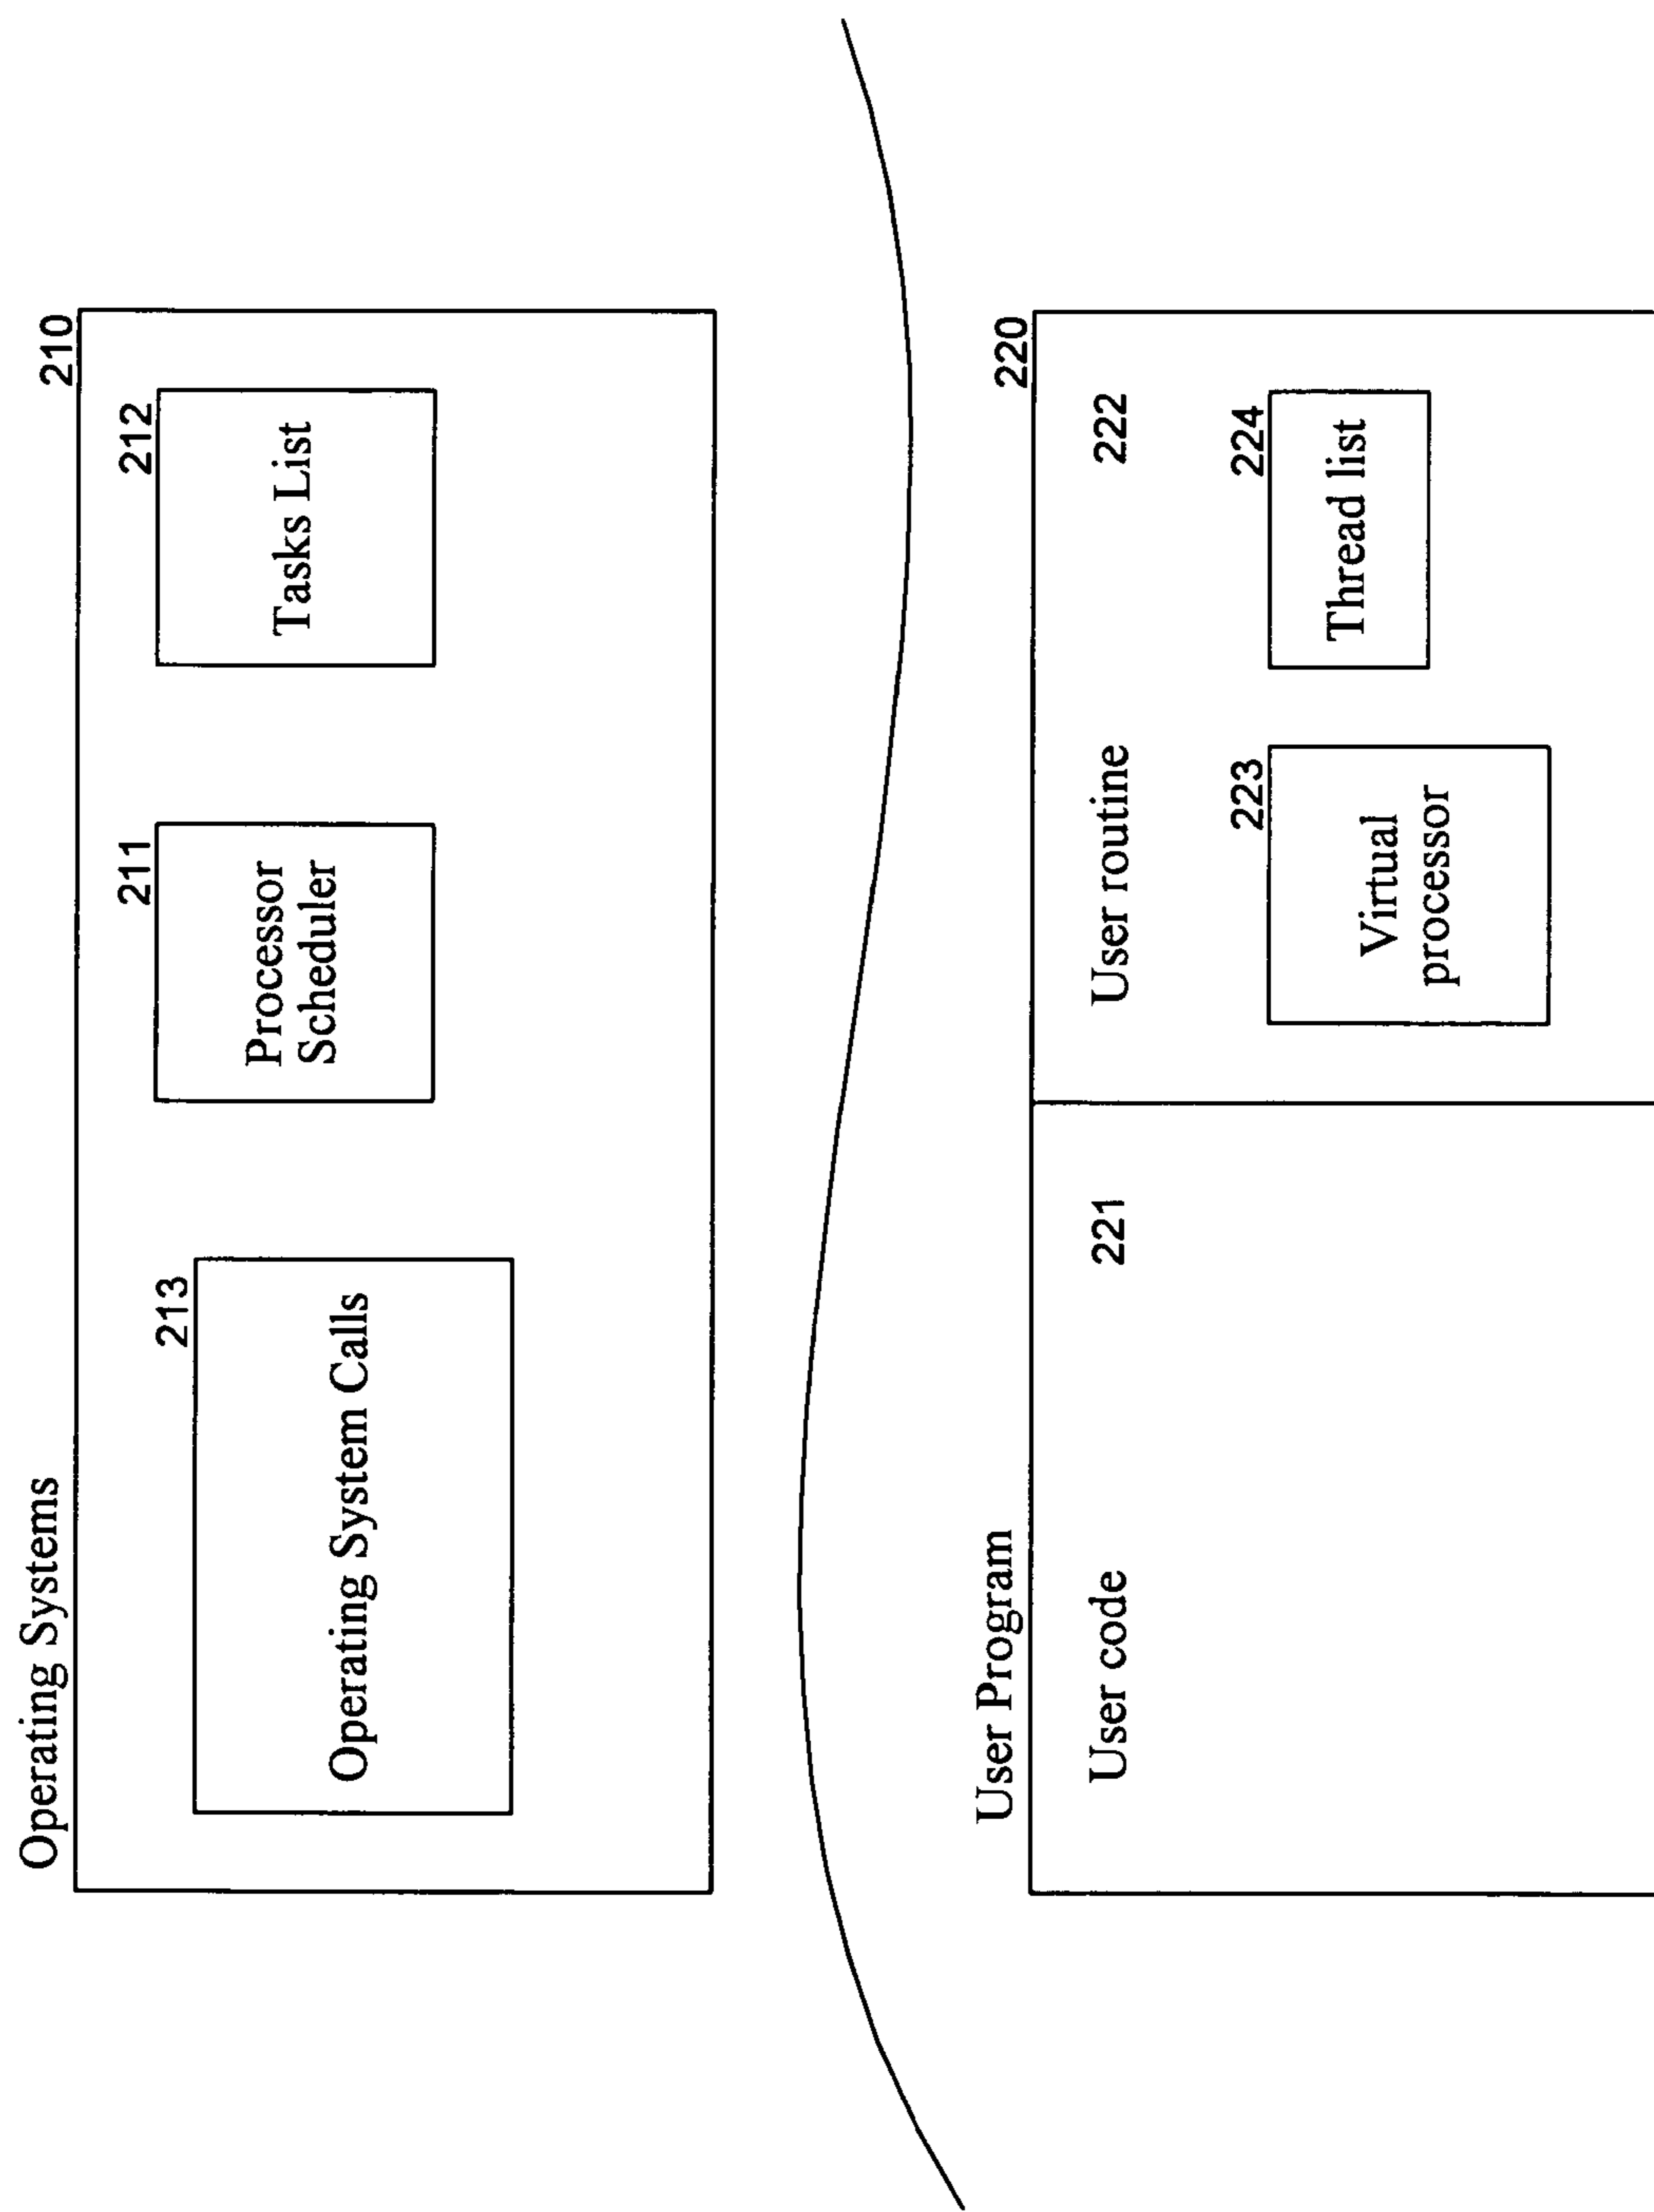 Operating Systems
210
213
Operating System Calls
211
Processor
Scheduler
212
Tasks List
User Program
220
User code
221
User routine
222
223
Virtual
processor
224
Thread list